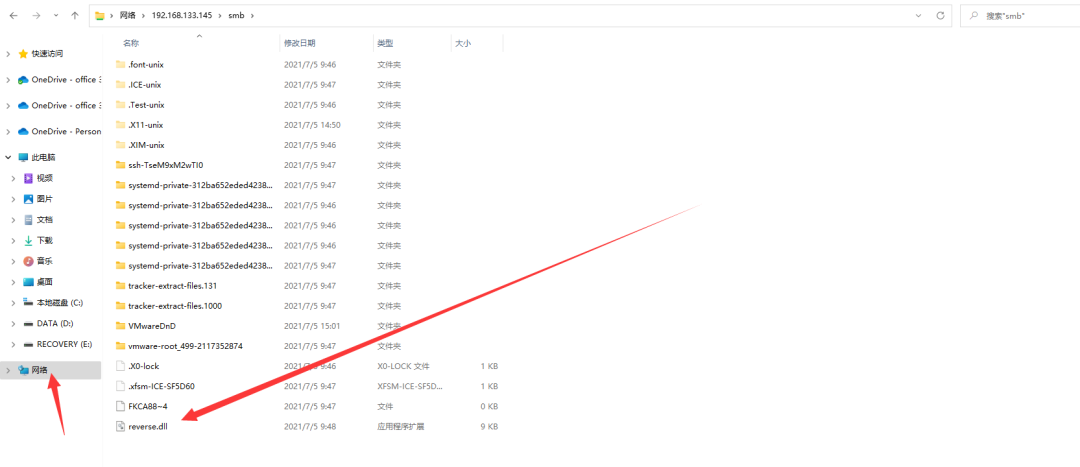 网络 192.168.133.145 smb
搜索"smb"
名称 修改日期 类型 大小
快速访问
OneDrive - office 3
OneDrive - office 3
OneDrive - Person
此电脑
视频
图片
文档
下载
音乐
桌面
本地磁盘 (C:)
DATA (D:)
RECOVERY (E:)
网络
.font-unix 2021/7/5 9:46 文件夹
.ICE-unix 2021/7/5 9:47 文件夹
.Test-unix 2021/7/5 9:46 文件夹
.X11-unix 2021/7/5 14:50 文件夹
.XIM-unix 2021/7/5 9:46 文件夹
ssh-TseM9xM2wTI0 2021/7/5 9:47 文件夹
systemd-private-312ba652eded4238... 2021/7/5 9:47 文件夹
systemd-private-312ba652eded4238... 2021/7/5 9:46 文件夹
systemd-private-312ba652eded4238... 2021/7/5 9:46 文件夹
systemd-private-312ba652eded4238... 2021/7/5 9:46 文件夹
systemd-private-312ba652eded4238... 2021/7/5 9:47 文件夹
tracker-extract-files.131 2021/7/5 9:47 文件夹
tracker-extract-files.1000 2021/7/5 9:47 文件夹
VMwareDnD 2021/7/5 15:01 文件夹
vmware-root_499-2117352874 2021/7/5 9:47 文件夹
.X0-lock 2021/7/5 9:46 X0-LOCK 文件 1 KB
.xfsm-ICE-SF5D60 2021/7/5 9:47 XFSM-ICE-SF5D... 1 KB
FKCA88~4 2021/7/5 9:47 文件 0 KB
reverse.dll 2021/7/5 9:48 应用程序扩展 9 KB